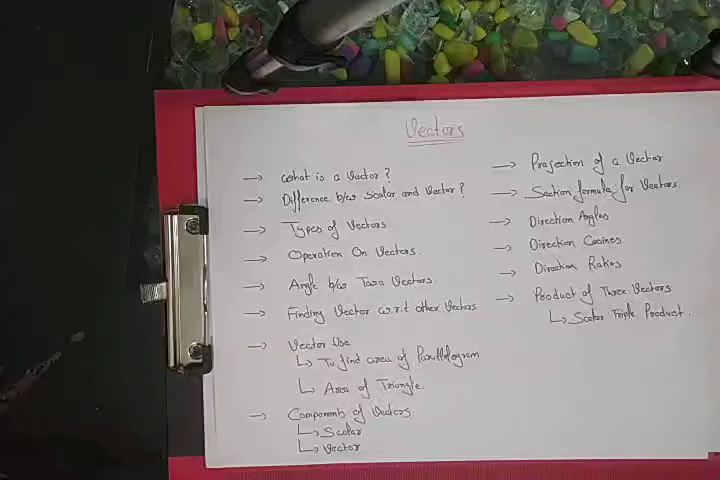 Vectors
→ What is a Vector?
→ Difference b/w Scalar and Vector?
→ Types of Vectors
→ Operation On Vectors.
→ Angle b/w Two Vectors.
→ Finding Vector w.r.t other Vectors
→ Vector Use
↳ To find area of Parallelogram
↳ Area of Triangle.
→ Components of Vectors
↳ Scalar
↳ Vector
→ Projection of a Vector
→ Section formula for Vectors.
→ Direction Angles
→ Direction Cosines
→ Direction Ratios
→ Product of Three Vectors
↳ Scalar Triple Product.